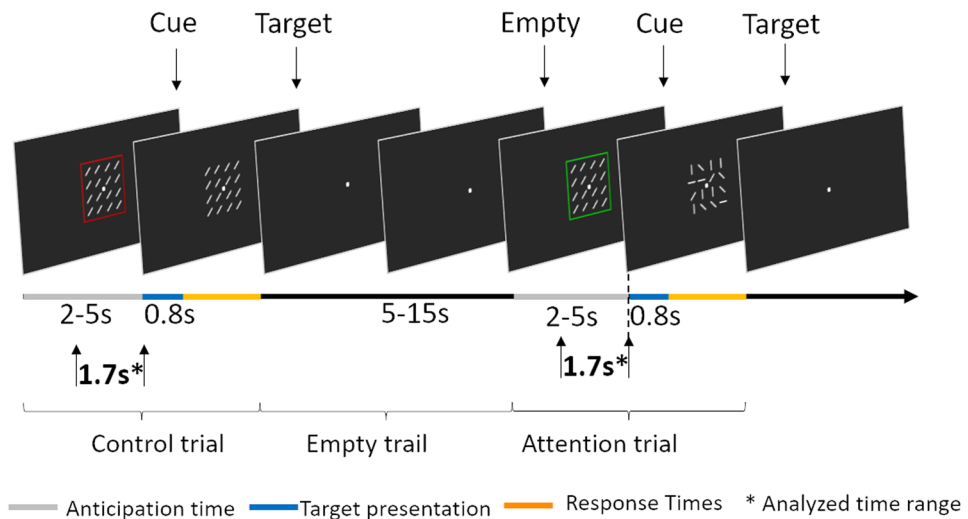 Cue Target Empty Cue Target
2-5s 0.8s 5-15s 2-5s 0.8s
1.7s* 1.7s*
Control trial Empty trail Attention trial
Anticipation time Target presentation Response Times * Analyzed time range